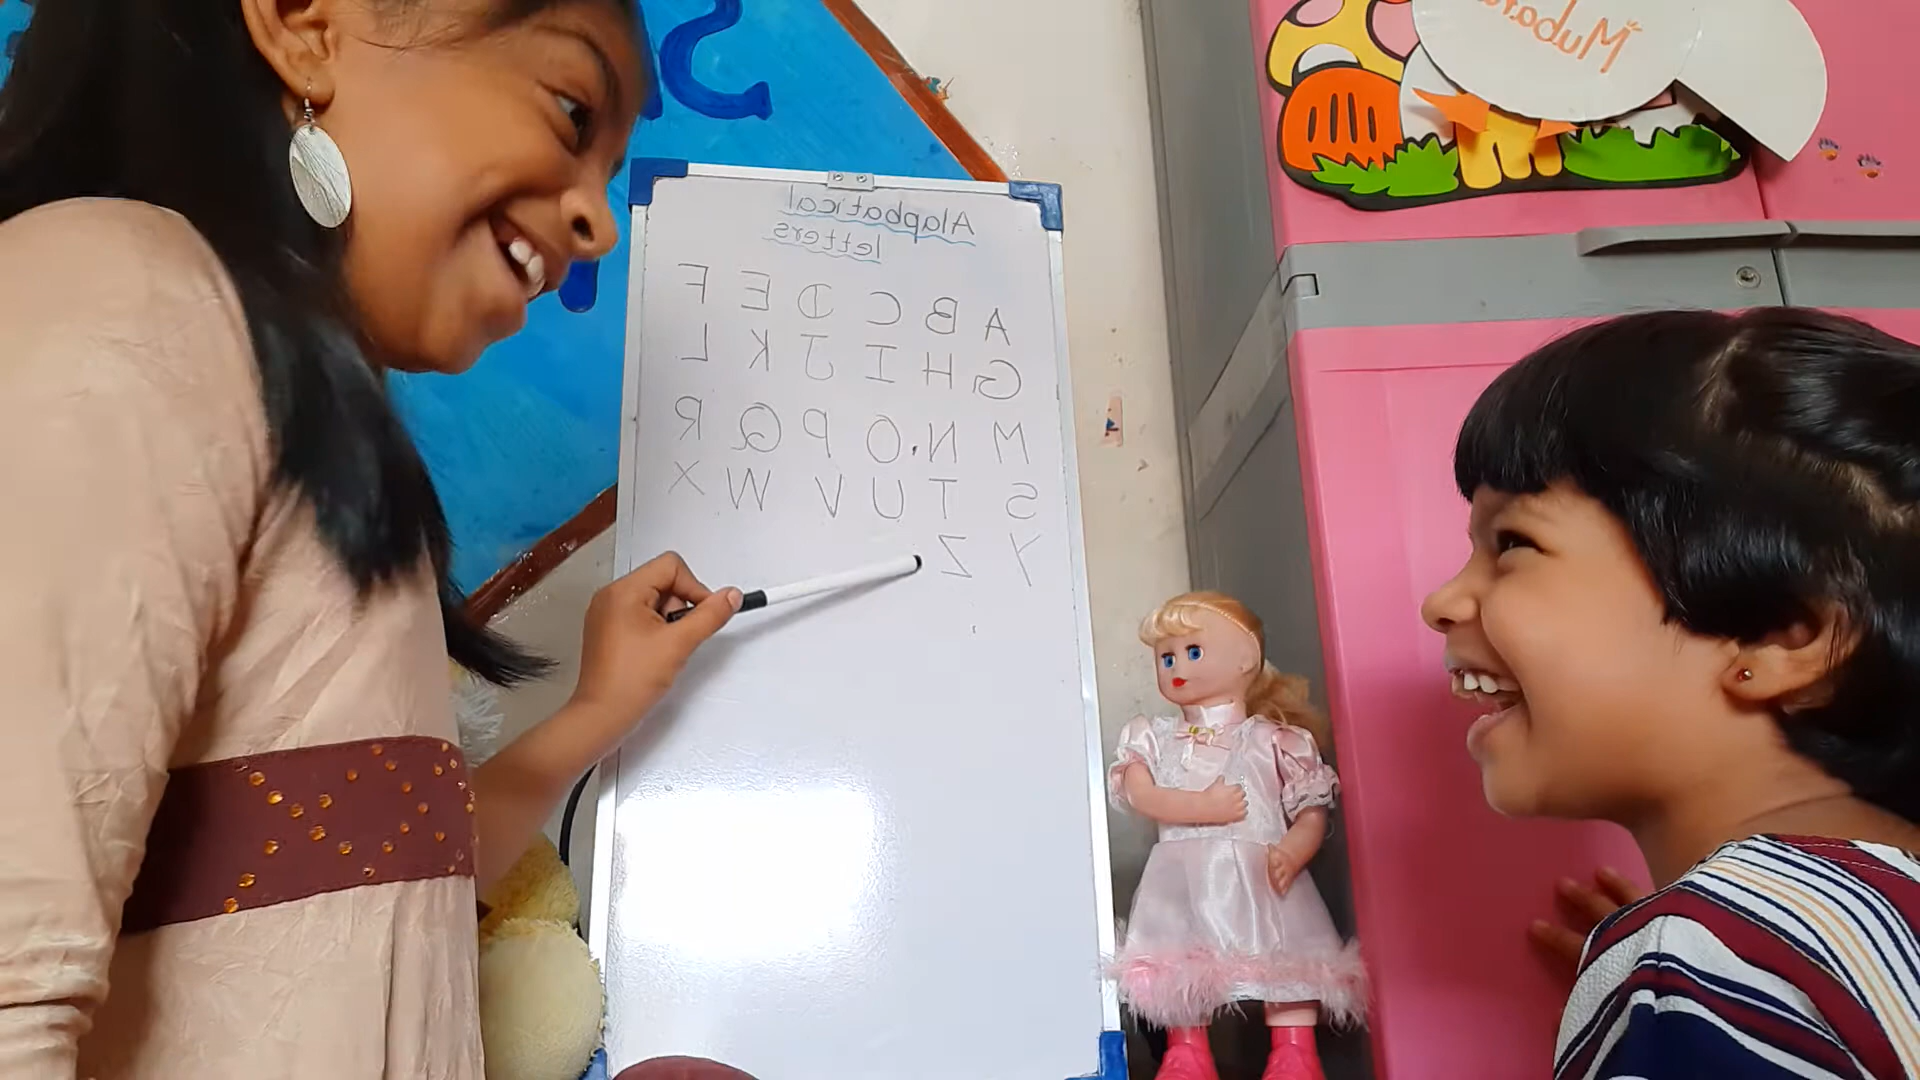 Alapbatical
letters
A B C D E F
G H I J K L
M N . O P Q R
S T U V W X
Y Z